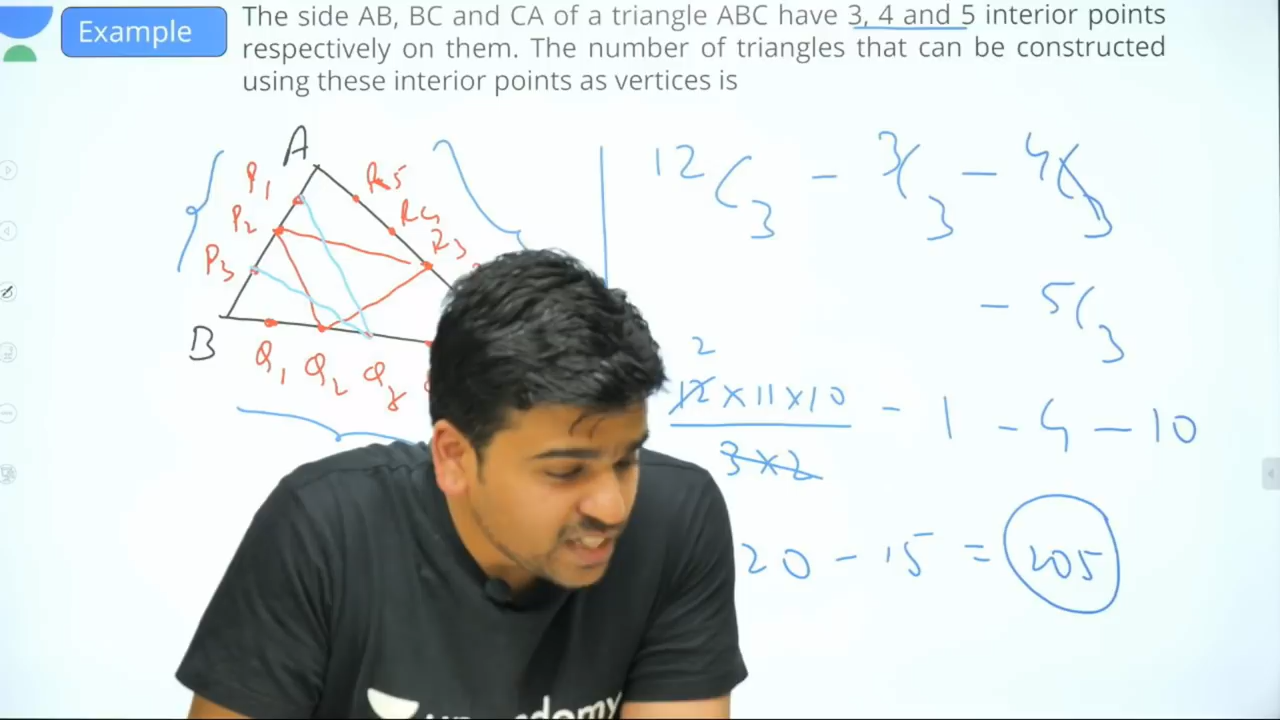 Example
The side AB, BC and CA of a triangle ABC have 3, 4 and 5 interior points
respectively on them. The number of triangles that can be constructed
using these interior points as vertices is
A
P1
P2
P3
B
R5
R4
R3
Q1 Q2 Q3
12C3 - 3C3 - 4C3
- 5C3
2
12 x 11 x 10 - 1 - 4 - 10
3 x 2
20 - 15 = 205